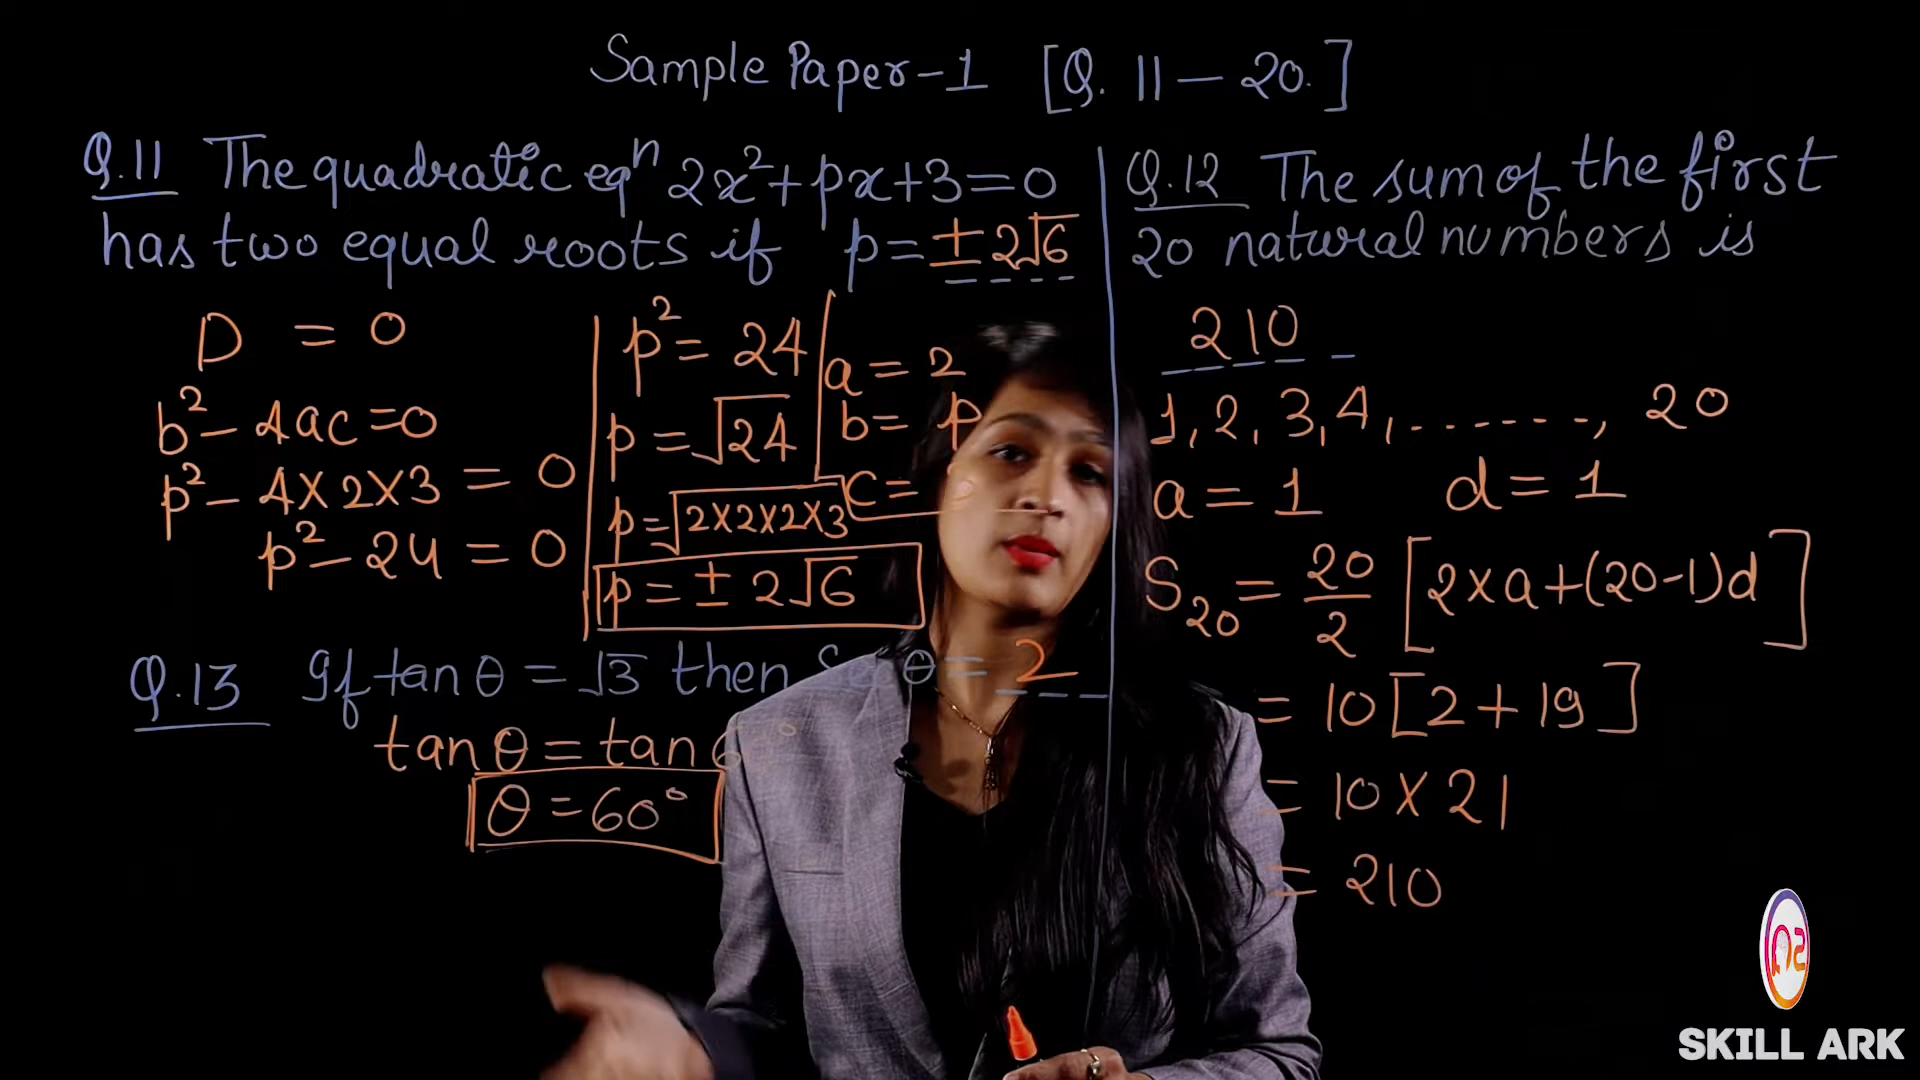 Sample Paper-1 [Q. 11 — 20.]
Q.11 The quadratic eqⁿ 2x²+px+3=0
has two equal roots if p=±2√6
D = 0
b²-4ac=0
p²-4×2×3 = 0
p²-24 = 0
p²= 24
p=√24
p=√2×2×2×3
p=±2√6
a=2
b=p
c=
Q.13 If tanθ=√3 then θ= 2
tanθ=tan6
θ=60°
Q.12 The sum of the first
20 natural numbers is
210
1,2,3,4,......., 20
a=1 d=1
S₂₀=20/2[2×a+(20-1)d]
=10[2+19]
=10×21
=210
SKILL ARK